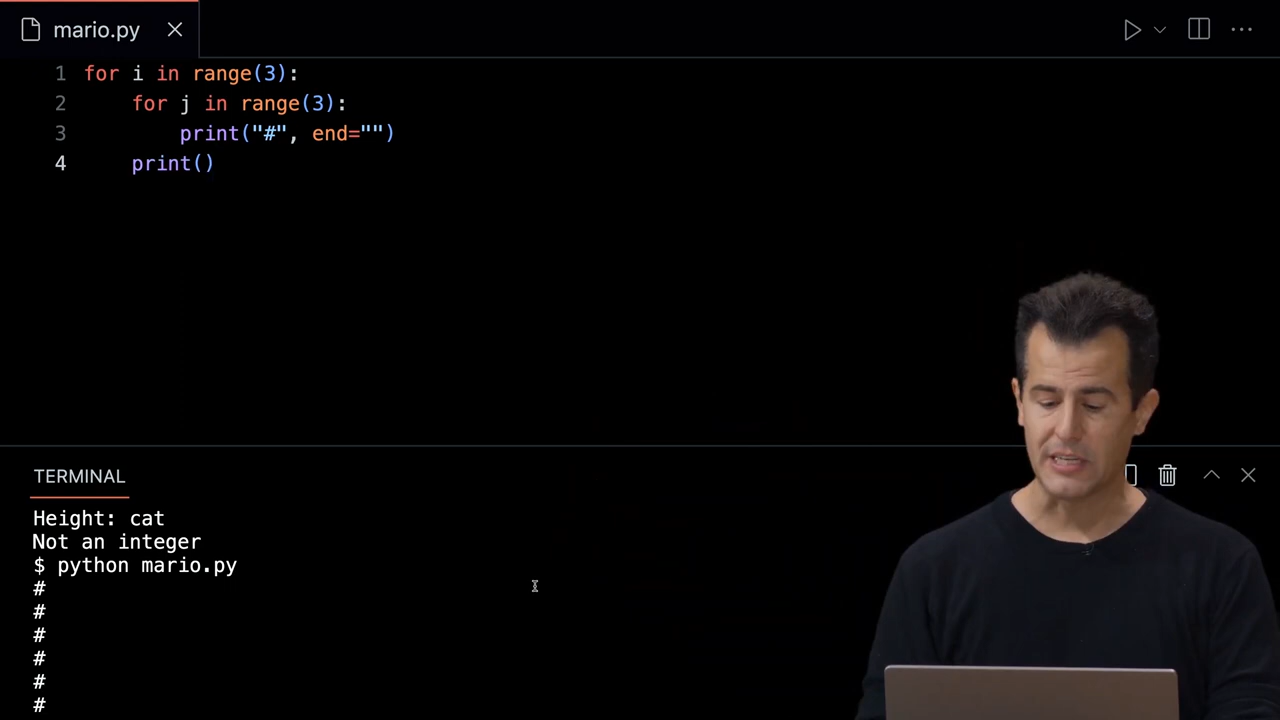 mario.py
1 for i in range(3):
2     for j in range(3):
3         print("#", end="")
4     print()
TERMINAL
Height: cat
Not an integer
$ python mario.py
#
#
#
#
#
#